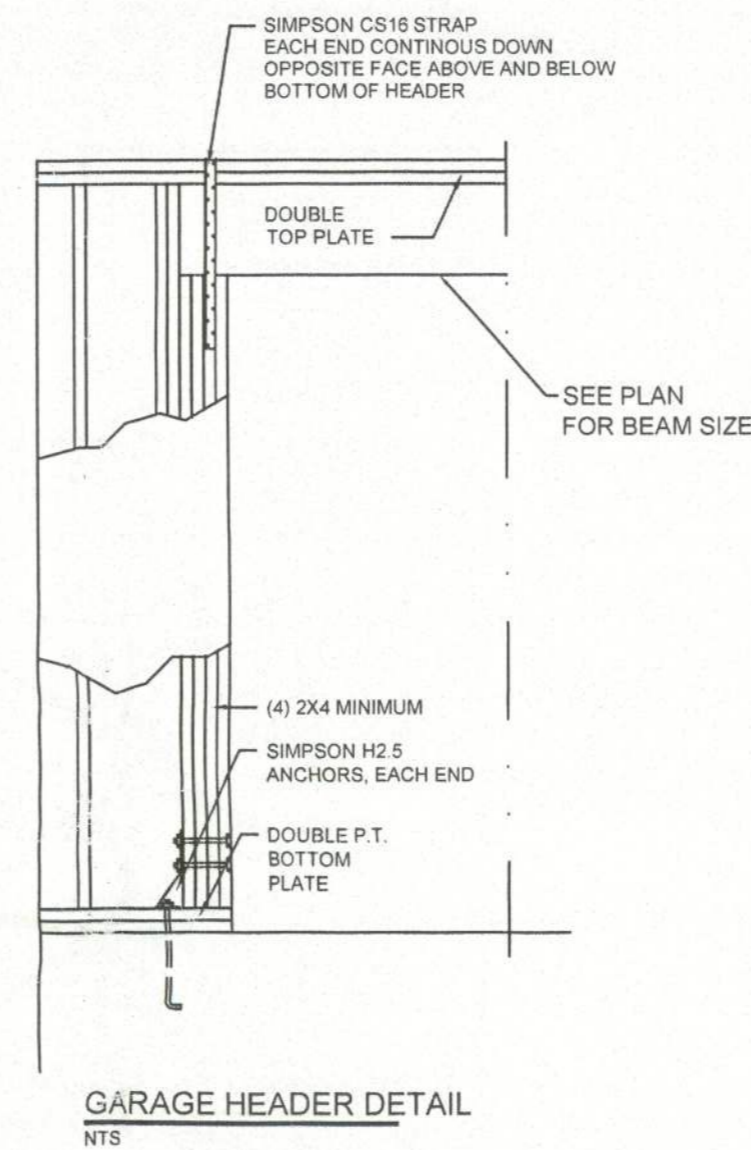 SIMPSON CS16 STRAP
EACH END CONTINOUS DOWN
OPPOSITE FACE ABOVE AND BELOW
BOTTOM OF HEADER
DOUBLE
TOP PLATE
SEE PLAN
FOR BEAM SIZE
(4) 2X4 MINIMUM
SIMPSON H2.5
ANCHORS, EACH END
DOUBLE P.T.
BOTTOM
PLATE
GARAGE HEADER DETAIL
NTS